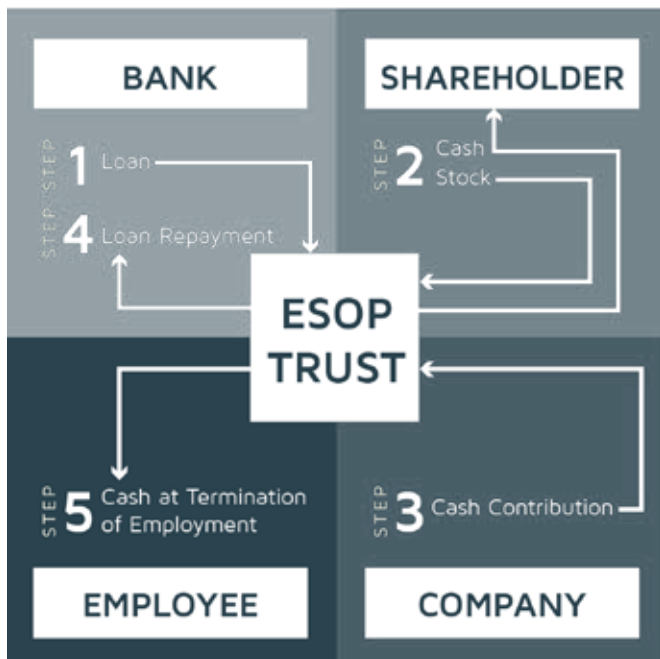 BANK
STEP 1 Loan
STEP 4 Loan Repayment
SHAREHOLDER
STEP 2 Cash
Stock
ESOP
TRUST
STEP 5 Cash at Termination
of Employment
EMPLOYEE
STEP 3 Cash Contribution
COMPANY